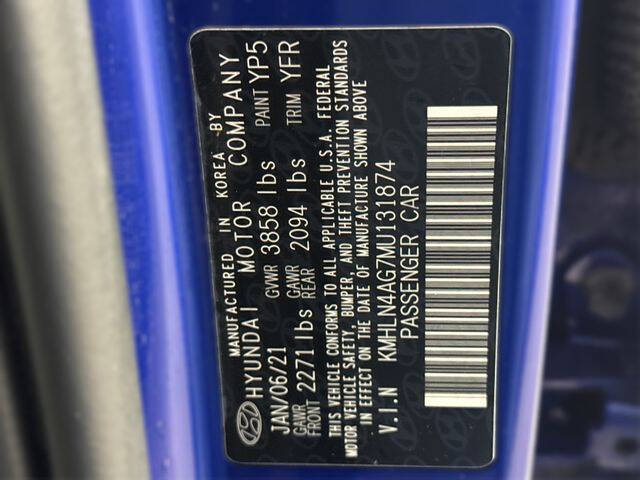 MANUFACTURED IN KOREA BY
HYUNDAI MOTOR COMPANY
JAN/06/21 GVWR 3858 lbs PAINT YP5
GAWR FRONT 2271 lbs GAWR REAR 2094 lbs TRIM YFR
THIS VEHICLE CONFORMS TO ALL APPLICABLE U.S.A. FEDERAL
MOTOR VEHICLE SAFETY, BUMPER, AND THEFT PREVENTION STANDARDS
IN EFFECT ON THE DATE OF MANUFACTURE SHOWN ABOVE
V.I.N KMHLN4AG7MU131874
PASSENGER CAR